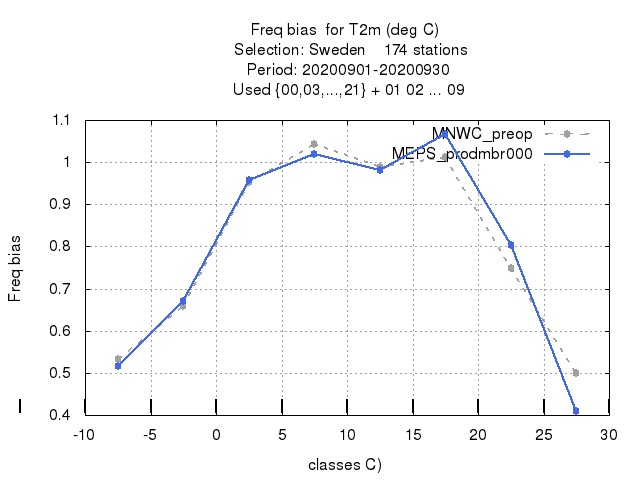 Freq bias for T2m (deg C)
Selection: Sweden 174 stations
Period: 20200901-20200930
Used {00,03,...,21} + 01 02 ... 09
MNWC_preop
MEPS_prodmbr000
Freq bias
1.1
1
0.9
0.8
0.7
0.6
0.5
0.4
-10 -5 0 5 10 15 20 25 30
classes C)